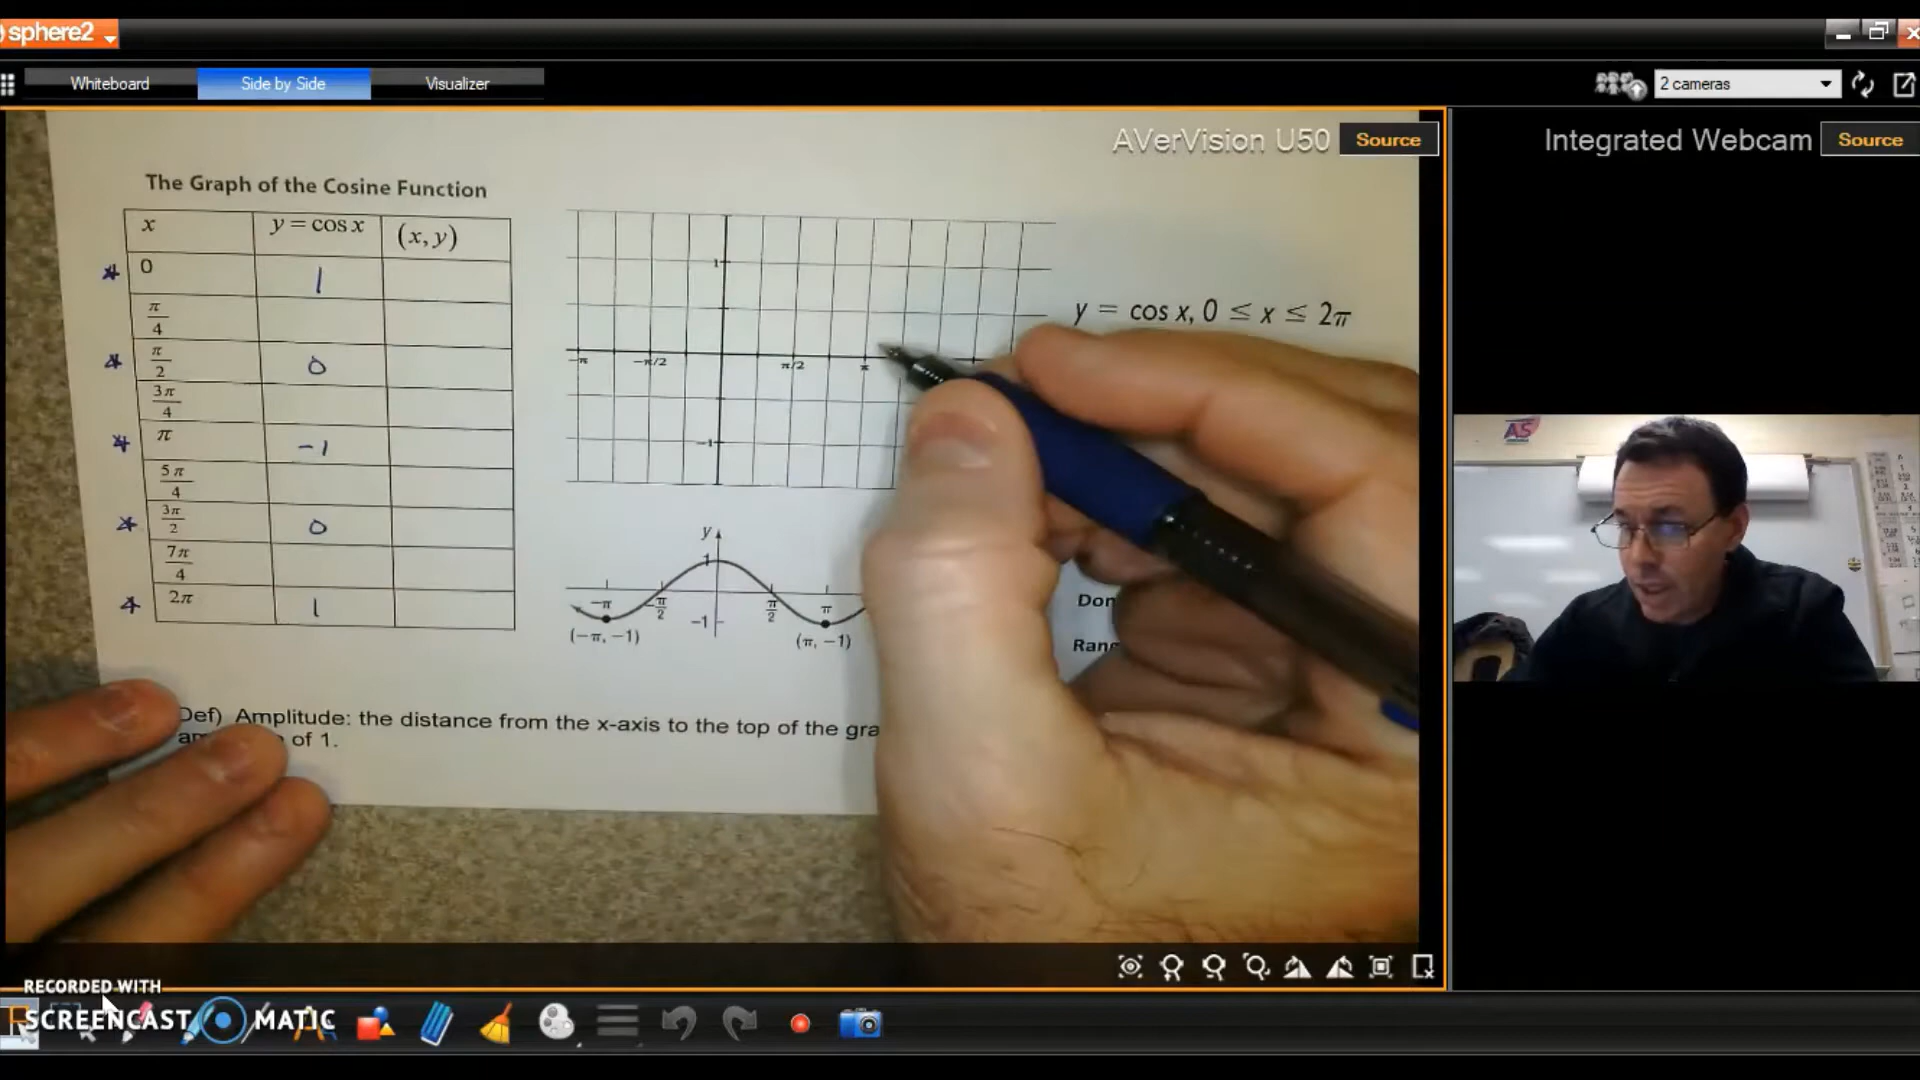 sphere2
Whiteboard
Side by Side
Visualizer
2 cameras
AVerVision U50
Source
Integrated Webcam
Source
The Graph of the Cosine Function
x
y = cos x
(x, y)
0
1
π/4
π/2
0
3π/4
π
-1
5π/4
3π/2
0
7π/4
2π
1
1
-π
-π/2
π/2
π
-1
y = cos x, 0 ≤ x ≤ 2π
y
1
-π
-π/2
π/2
π
-1
(-π, -1)
(π, -1)
Def) Amplitude: the distance from the x-axis to the top of the
of 1.
AS
RECORDED WITH
SCREENCAST MATIC